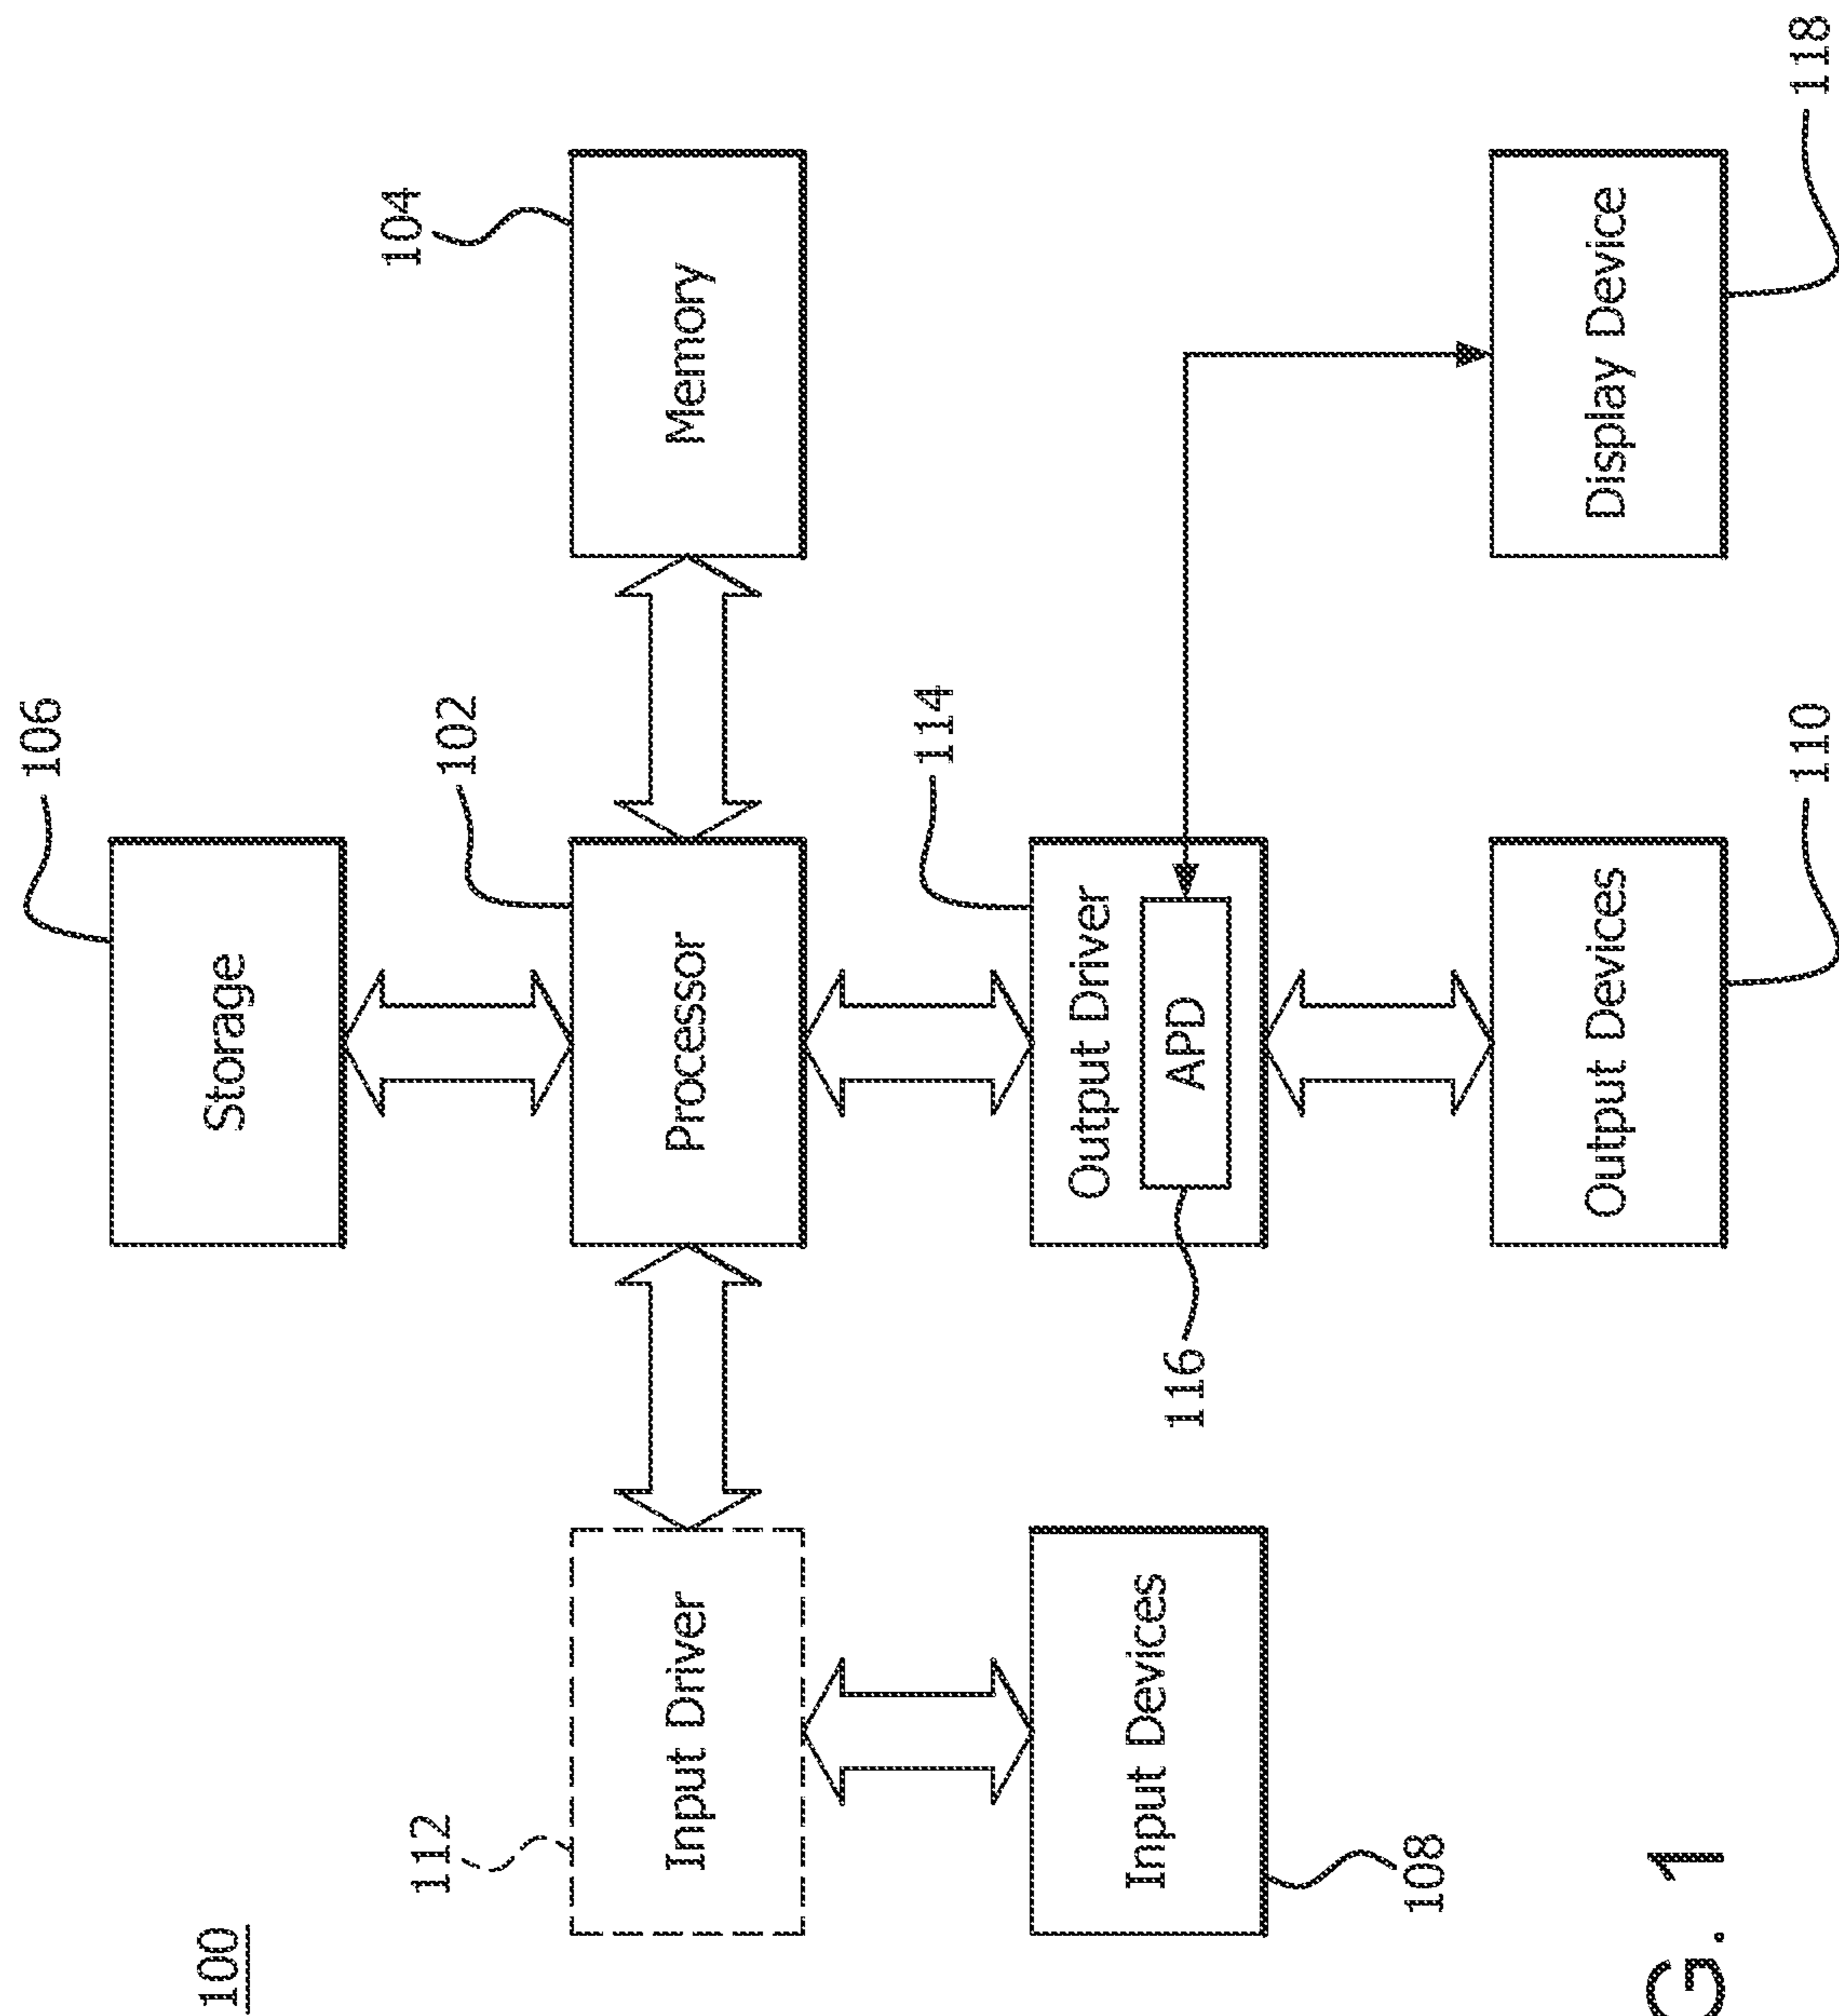 100
106
Storage
112
102
104
Input Driver
Processor
Memory
114
Output Driver
116
APD
Input Devices
108
Output Devices
110
Display Device
118
G. 1